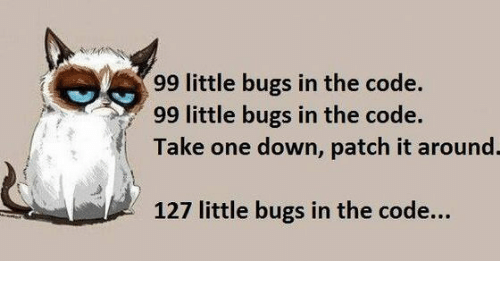 99 little bugs in the code.
99 little bugs in the code.
Take one down, patch it around.
127 little bugs in the code...